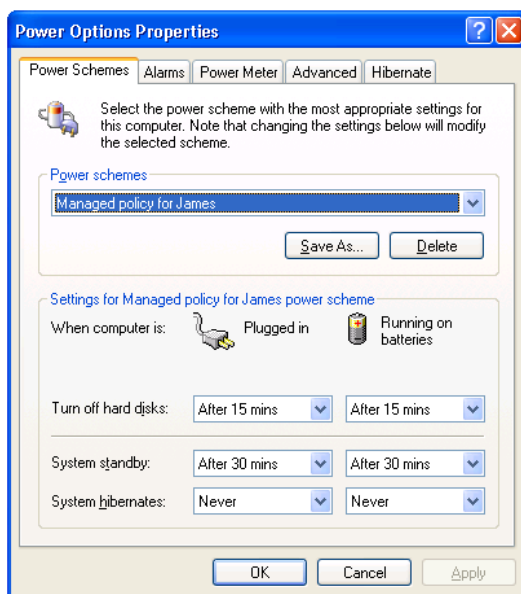 Power Options Properties
Power Schemes Alarms Power Meter Advanced Hibernate
Select the power scheme with the most appropriate settings for
this computer. Note that changing the settings below will modify
the selected scheme.
Power schemes
Managed policy for James
Save As... Delete
Settings for Managed policy for James power scheme
When computer is: Plugged in Running on
batteries
Turn off hard disks: After 15 mins After 15 mins
System standby: After 30 mins After 30 mins
System hibernates: Never Never
OK Cancel Apply